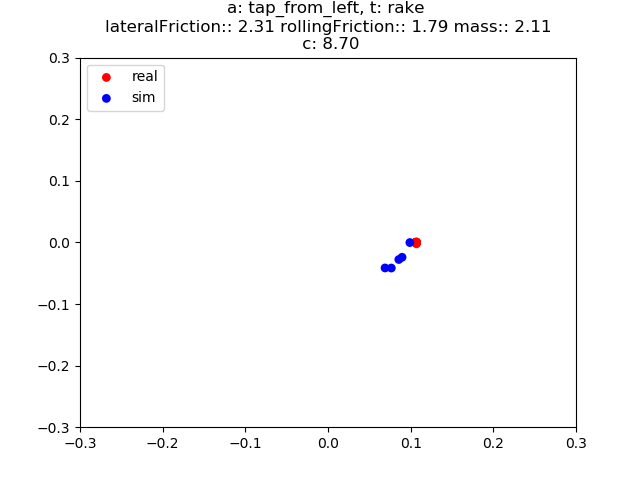 a: tap_from_left, t: rake
lateralFriction:: 2.31 rollingFriction:: 1.79 mass:: 2.11
c: 8.70
real
sim
0.3
0.2
0.1
0.0
−0.1
−0.2
−0.3
−0.3 −0.2 −0.1 0.0 0.1 0.2 0.3